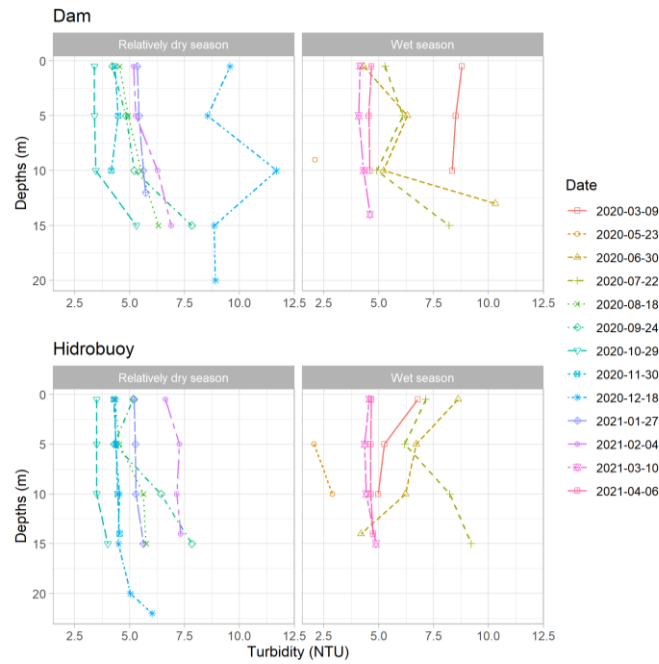 Dam
Relatively dry season
Wet season
0
5
10
15
20
Depths (m)
2.5 5.0 7.5 10.0 12.5
2.5 5.0 7.5 10.0 12.5
Hidrobuoy
Relatively dry season
Wet season
0
5
10
15
20
Depths (m)
2.5 5.0 7.5 10.0 12.5
2.5 5.0 7.5 10.0 12.5
Turbidity (NTU)
Date
2020-03-09
2020-05-23
2020-06-30
2020-07-22
2020-08-18
2020-09-24
2020-10-29
2020-11-30
2020-12-18
2021-01-27
2021-02-04
2021-03-10
2021-04-06